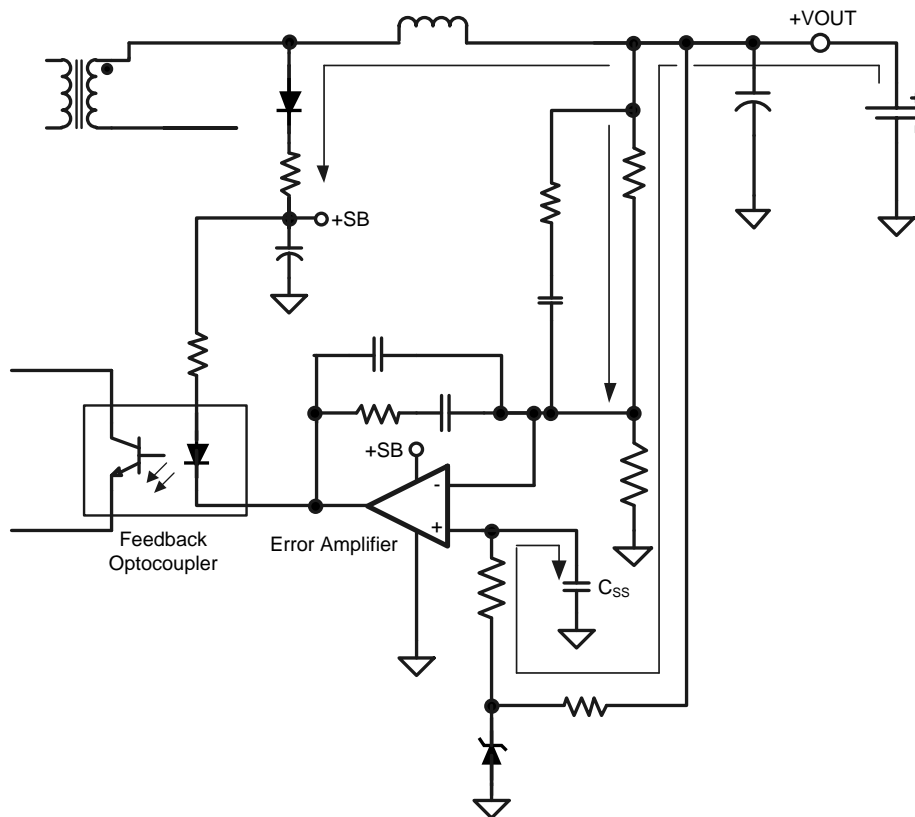 +VOUT
+SB
+SB
-
+
Feedback
Optocoupler
Error Amplifier
CSS